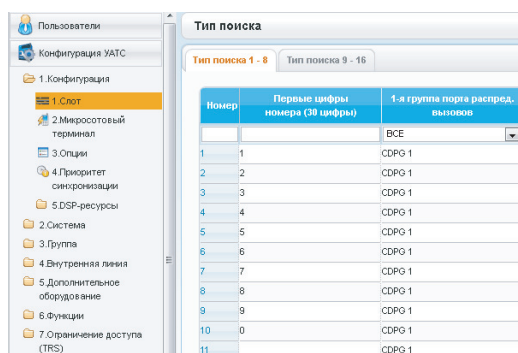 Пользователи
Конфигурация УАТС
1.Конфигурация
1.Слот
2.Микросотовый
терминал
3.Опции
4.Приоритет
синхронизации
5.DSP-ресурсы
2.Система
3.Группа
4.Внутренняя линия
5.Дополнительное
оборудование
6.Функции
7.Ограничение доступа
(TRS)
Тип поиска
Тип поиска 1 - 8 Тип поиска 9 - 16
Номер Первые цифры номера (30 цифры) 1-я группа порта распред. вызовов
ВСЕ
1 1 CDPG 1
2 2 CDPG 1
3 3 CDPG 1
4 4 CDPG 1
5 5 CDPG 1
6 6 CDPG 1
7 7 CDPG 1
8 8 CDPG 1
9 9 CDPG 1
10 0 CDPG 1
11 CDPG 1